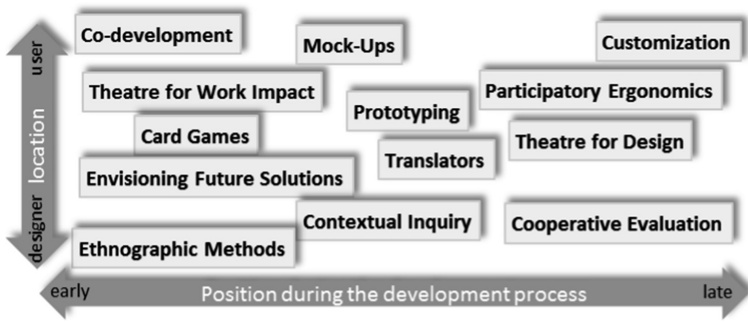 Co-development
Mock-Ups
Customization
Theatre for Work Impact
Participatory Ergonomics
Prototyping
Card Games
Theatre for Design
Translators
Envisioning Future Solutions
Contextual Inquiry
Cooperative Evaluation
Ethnographic Methods
user
location
designer
early
Position during the development process
late